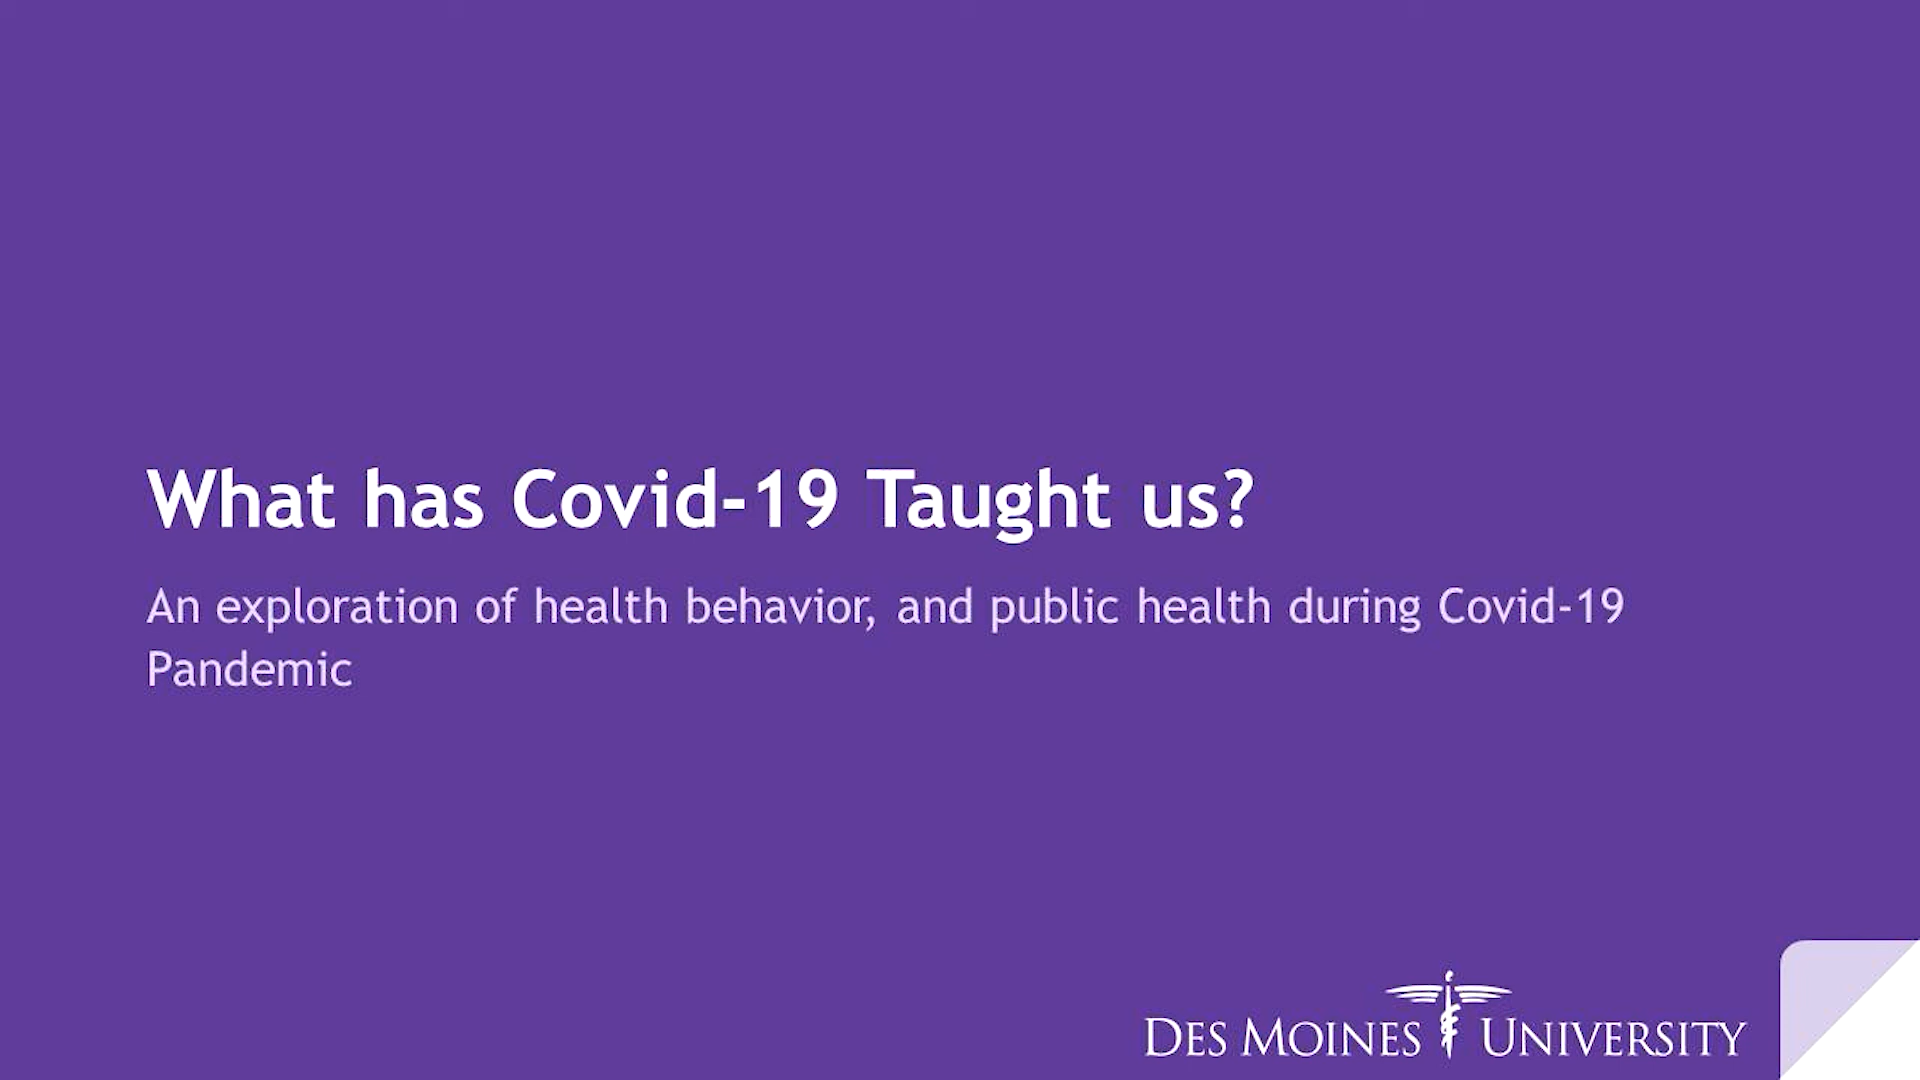 What has Covid-19 Taught us?
An exploration of health behavior, and public health during Covid-19
Pandemic
DES MOINES UNIVERSITY